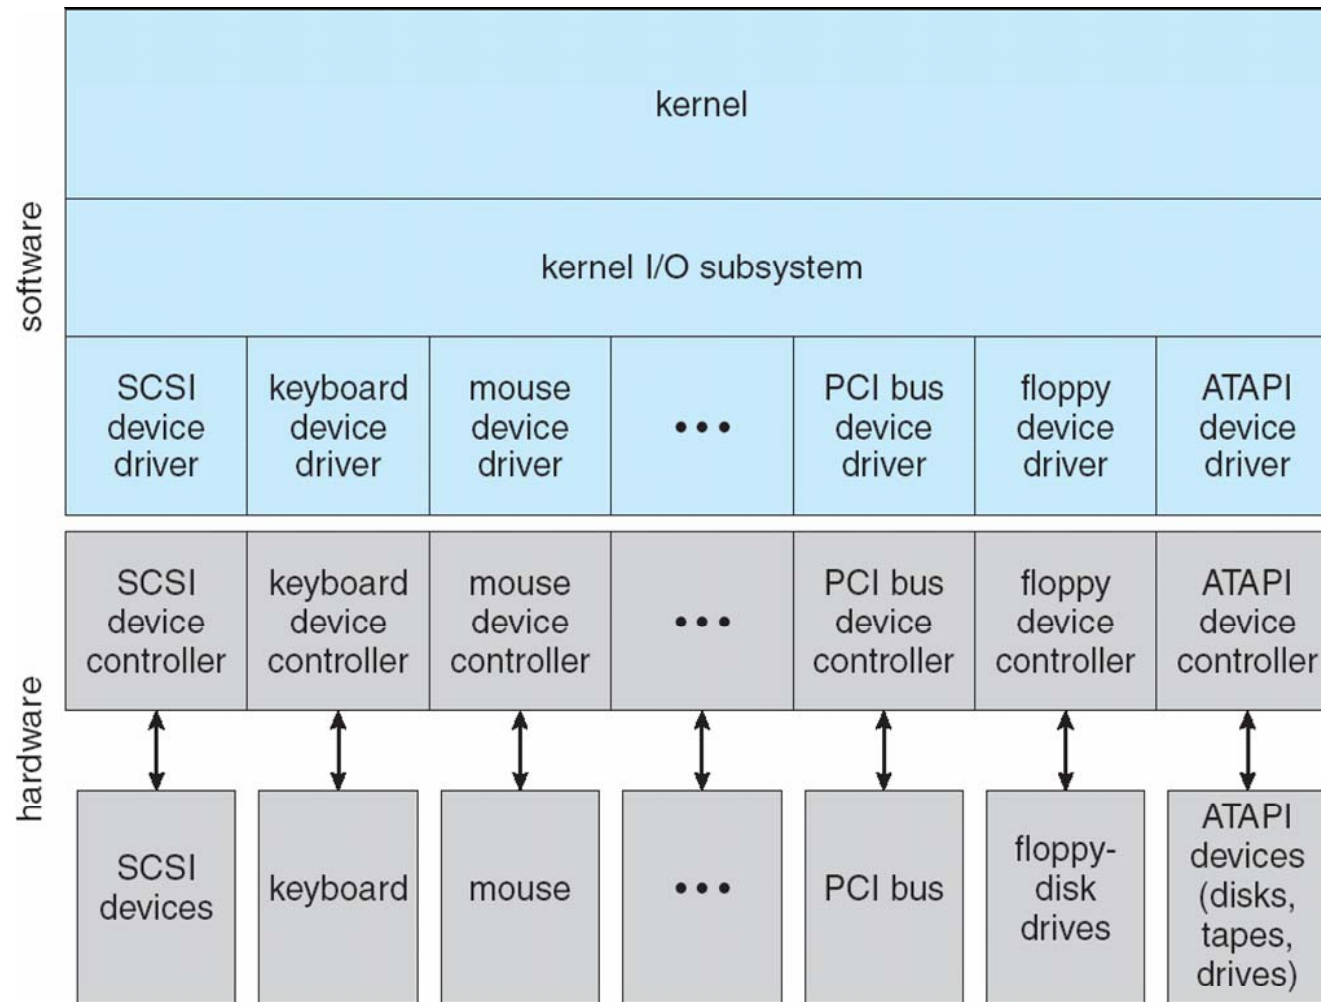 software
kernel
kernel I/O subsystem
SCSI
device
driver
keyboard
device
driver
mouse
device
driver
•••
PCI bus
device
driver
floppy
device
driver
ATAPI
device
driver
hardware
SCSI
device
controller
keyboard
device
controller
mouse
device
controller
•••
PCI bus
device
controller
floppy
device
controller
ATAPI
device
controller
SCSI
devices
keyboard
mouse
•••
PCI bus
floppy-
disk
drives
ATAPI
devices
(disks,
tapes,
drives)